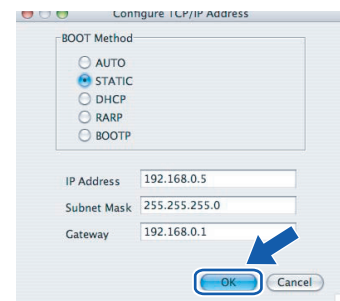 Configure TCP/IP Address
BOOT Method
AUTO
STATIC
DHCP
RARP
BOOTP
IP Address 192.168.0.5
Subnet Mask 255.255.255.0
Gateway 192.168.0.1
OK Cancel